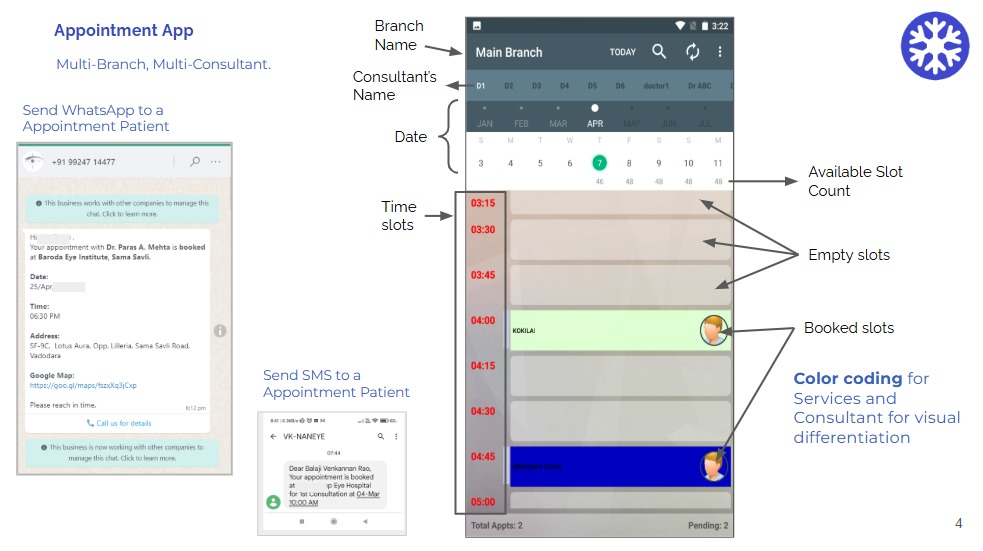 Appointment App
Multi-Branch, Multi-Consultant.
Send WhatsApp to a
Appointment Patient
+91 99247 14477
This business works with other companies to manage this
chat. Click to learn more.
Hi
Your appointment with Dr. Paras A. Mehta is booked
at Baroda Eye Institute, Sama Savli.
Date:
25/Apr
Time:
06:30 PM
Address:
SF-9C, Lotus Aura, Opp. Lilleria, Sama Savli Road,
Vadodara
Google Map:
https://goo.gl/maps/fszxXq3jCxp
Please reach in time.
6:12 pm
Call us for details
This business is now working with other companies to
manage this chat. Click to learn more.
Send SMS to a
Appointment Patient
VK-NANEYE
07:44
Dear Balaji Venkannan Rao,
Your appointment is booked
at p Eye Hospital
for 1st Consultation at 04-Mar
10:00 AM
Branch
Name
Consultant's
Name
Date
Time
slots
3:22
Main Branch TODAY
D1 D2 D3 D4 D5 D6 doctor1 Dr ABC D
JAN FEB MAR APR MAY JUN JUL
S M T W T F S S M
3 4 5 6 7 8 9 10 11
46 48 48 48 48
03:15
03:30
03:45
04:00 KOKILAI
04:15
04:30
04:45
05:00
Total Appts: 2 Pending: 2
Available Slot
Count
Empty slots
Booked slots
Color coding for
Services and
Consultant for visual
differentiation
4